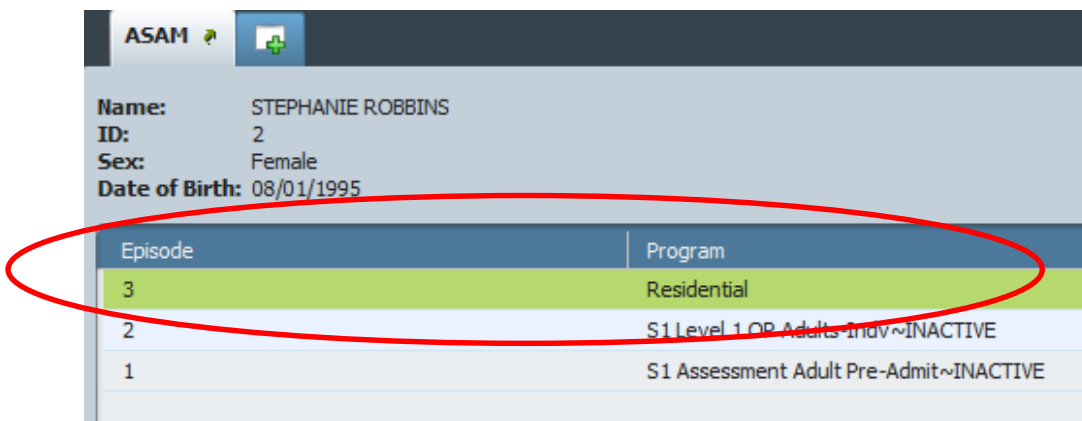 ASAM
Name: STEPHANIE ROBBINS
ID: 2
Sex: Female
Date of Birth: 08/01/1995
Episode Program
3 Residential
2 S1 Level 1 OP Adults-Indv~INACTIVE
1 S1 Assessment Adult Pre-Admit~INACTIVE